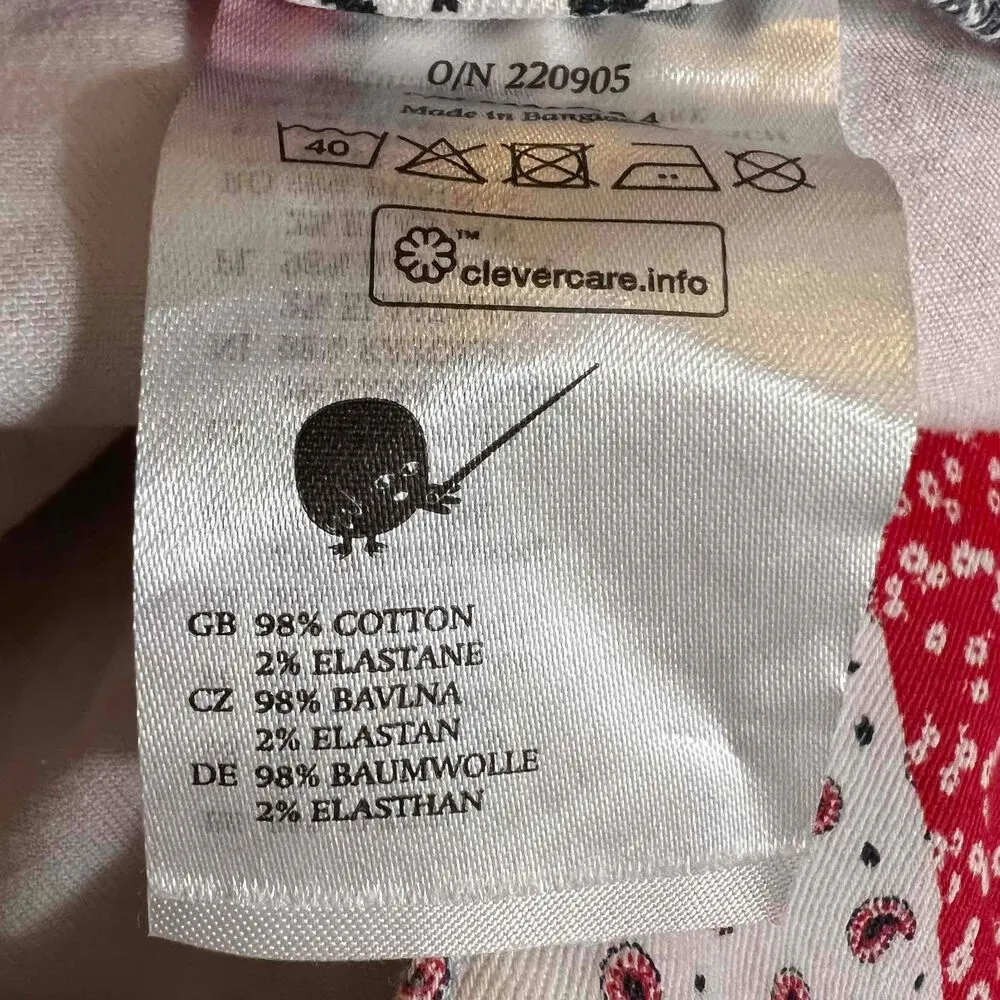 O/N 220905
Made in
40
™
clevercare.info
GB 98% COTTON
2% ELASTANE
CZ 98% BAVLNA
2% ELASTAN
DE 98% BAUMWOLLE
2% ELASTHAN